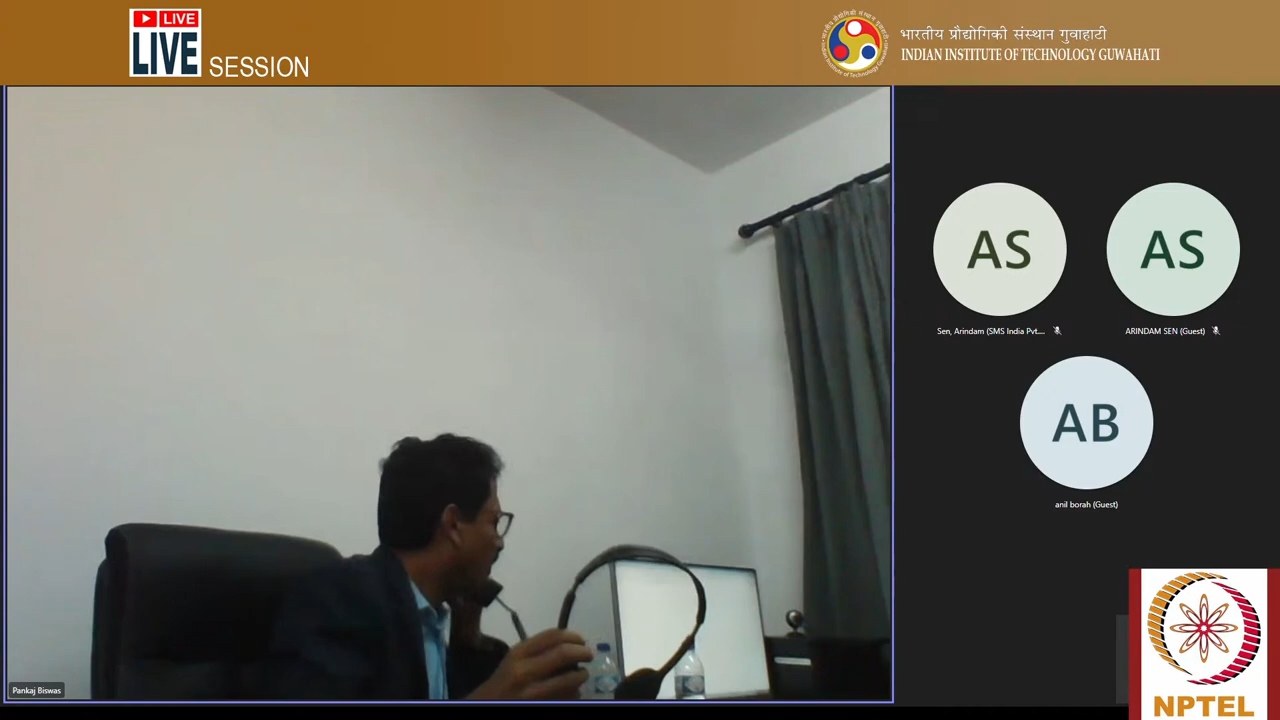 LIVE
LIVE SESSION
भारतीय प्रौद्योगिकी संस्थान गुवाहाटी
INDIAN INSTITUTE OF TECHNOLOGY GUWAHATI
AS
AS
Sen, Arindam (SMS India Pvt....
ARINDAM SEN (Guest)
AB
anil borah (Guest)
Pankaj Biswas
NPTEL